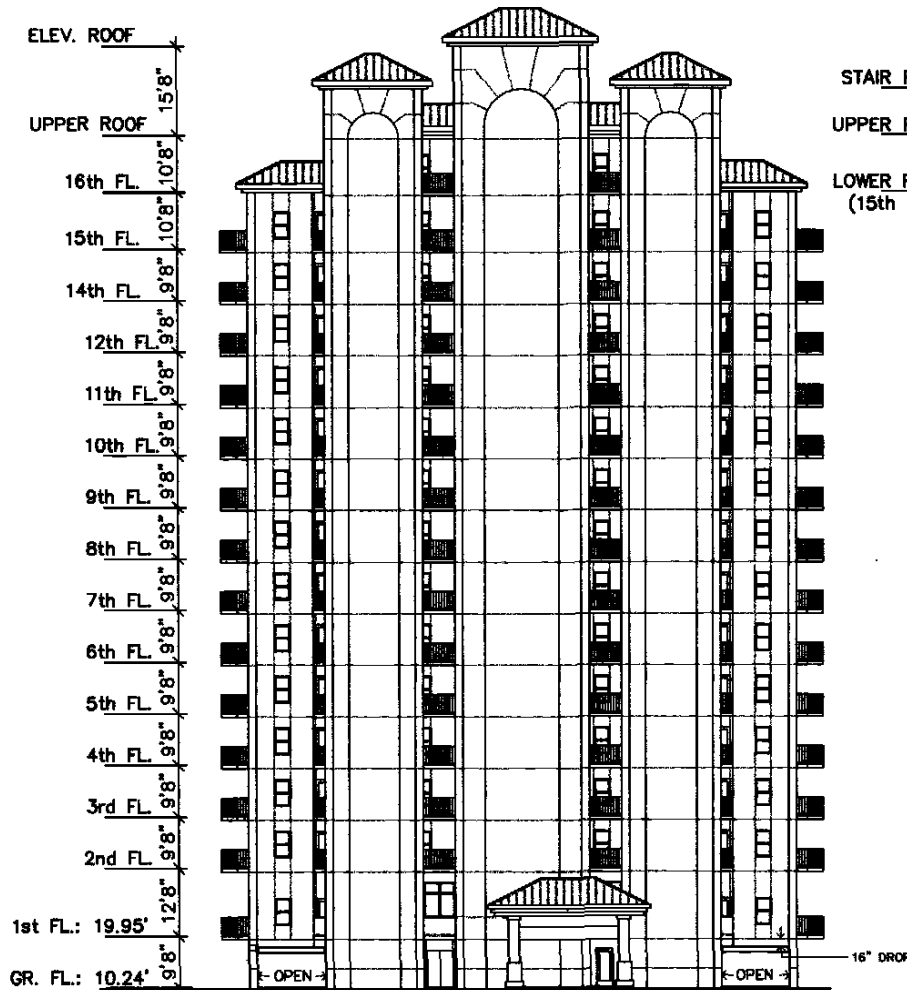 ELEV. ROOF
15'8"
UPPER ROOF
10'8"
16th FL.
10'8"
15th FL.
9'8"
14th FL.
9'8"
12th FL.
9'8"
11th FL.
9'8"
10th FL.
9'8"
9th FL.
9'8"
8th FL.
9'8"
7th FL.
9'8"
6th FL.
9'8"
5th FL.
9'8"
4th FL.
9'8"
3rd FL.
9'8"
2nd FL.
12'8"
1st FL.: 19.95'
9'8"
GR. FL.: 10.24'
OPEN
OPEN
16" DROP
STAIR
UPPER
LOWER
(15th